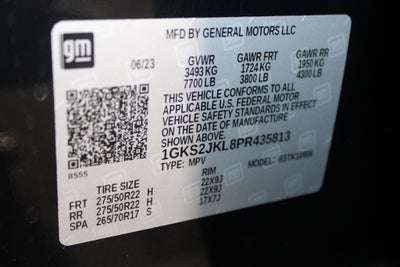 gm
MFD BY GENERAL MOTORS LLC
06/23 GVWR GAWR FRT GAWR RR
3493 KG 1724 KG 1950 KG
7700 LB 3800 LB 4300 LB
THIS VEHICLE CONFORMS TO ALL
APPLICABLE U.S. FEDERAL MOTOR
VEHICLE SAFETY STANDARDS IN
EFFECT ON THE DATE OF
MANUFACTURE SHOWN ABOVE.
1GKS2JKL8PR435813
8555 TYPE: MPV MODEL:
TIRE SIZE RIM
FRT 275/50R22 H 22X9J
RR 275/50R22 H 22X9J
SPA 265/70R17 S 17X7J